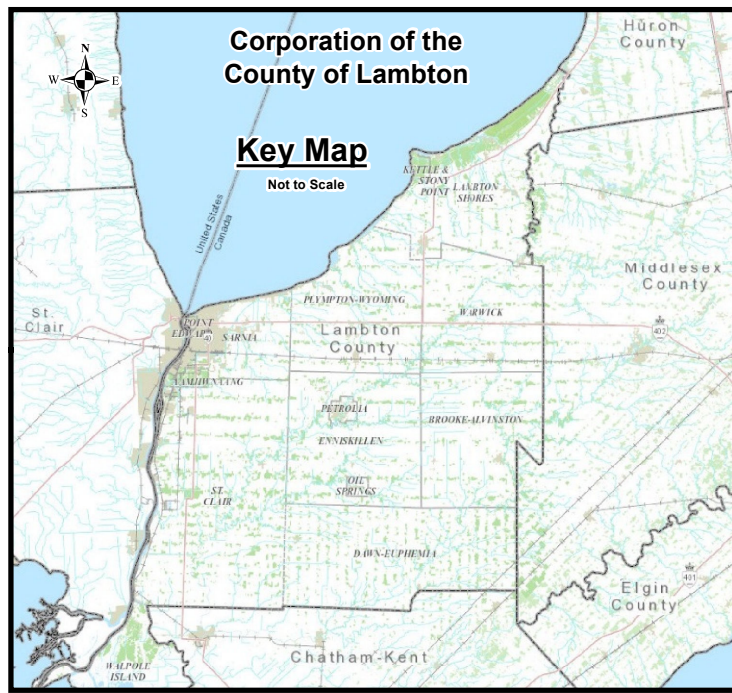 Corporation of the
County of Lambton
Key Map
Not to Scale
N
W E
S
Huron
County
KETTLE &
STONY
POINT
LAMBTON
SHORES
United States
Canada
Middlesex
County
St.
Clair
PLYMPTON-WYOMING
WARWICK
POINT
EDWARD
40
SARNIA
Lambton
County
402
AAMJIWNAANG
PETROLIA
BROOKE-ALVINSTON
ENNISKILLEN
OIL
SPRINGS
ST.
CLAIR
DAWN-EUPHEMIA
401
Elgin
County
Chatham-Kent
WALPOLE
ISLAND